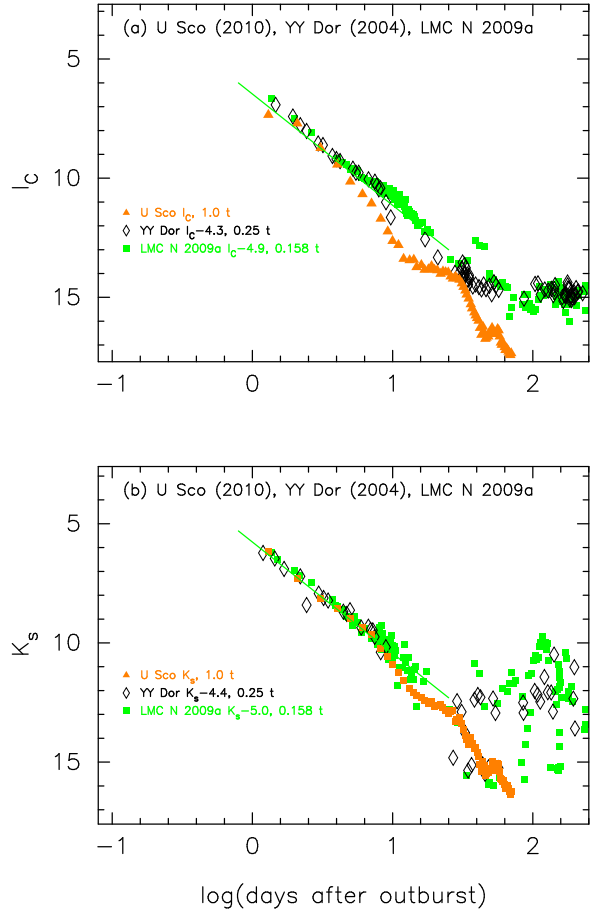 (a) U Sco (2010), YY Dor (2004), LMC N 2009a
5
10
15
I_C
U Sco I_C, 1.0 t
YY Dor I_C−4.3, 0.25 t
LMC N 2009a I_C−4.9, 0.158 t
−1 0 1 2
(b) U Sco (2010), YY Dor (2004), LMC N 2009a
5
10
15
K_s
U Sco K_s, 1.0 t
YY Dor K_s−4.4, 0.25 t
LMC N 2009a K_s−5.0, 0.158 t
−1 0 1 2
log(days after outburst)